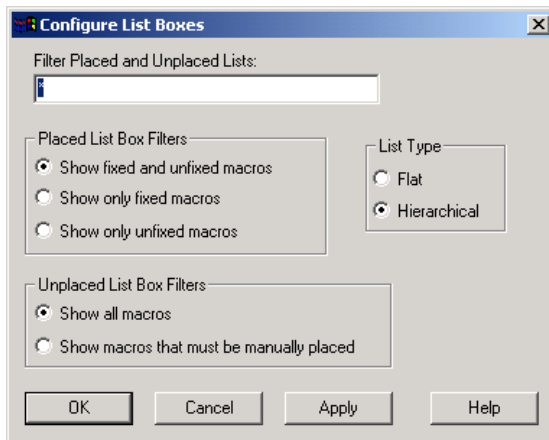 Configure List Boxes
Filter Placed and Unplaced Lists:
*
Placed List Box Filters
Show fixed and unfixed macros
Show only fixed macros
Show only unfixed macros
List Type
Flat
Hierarchical
Unplaced List Box Filters
Show all macros
Show macros that must be manually placed
OK
Cancel
Apply
Help